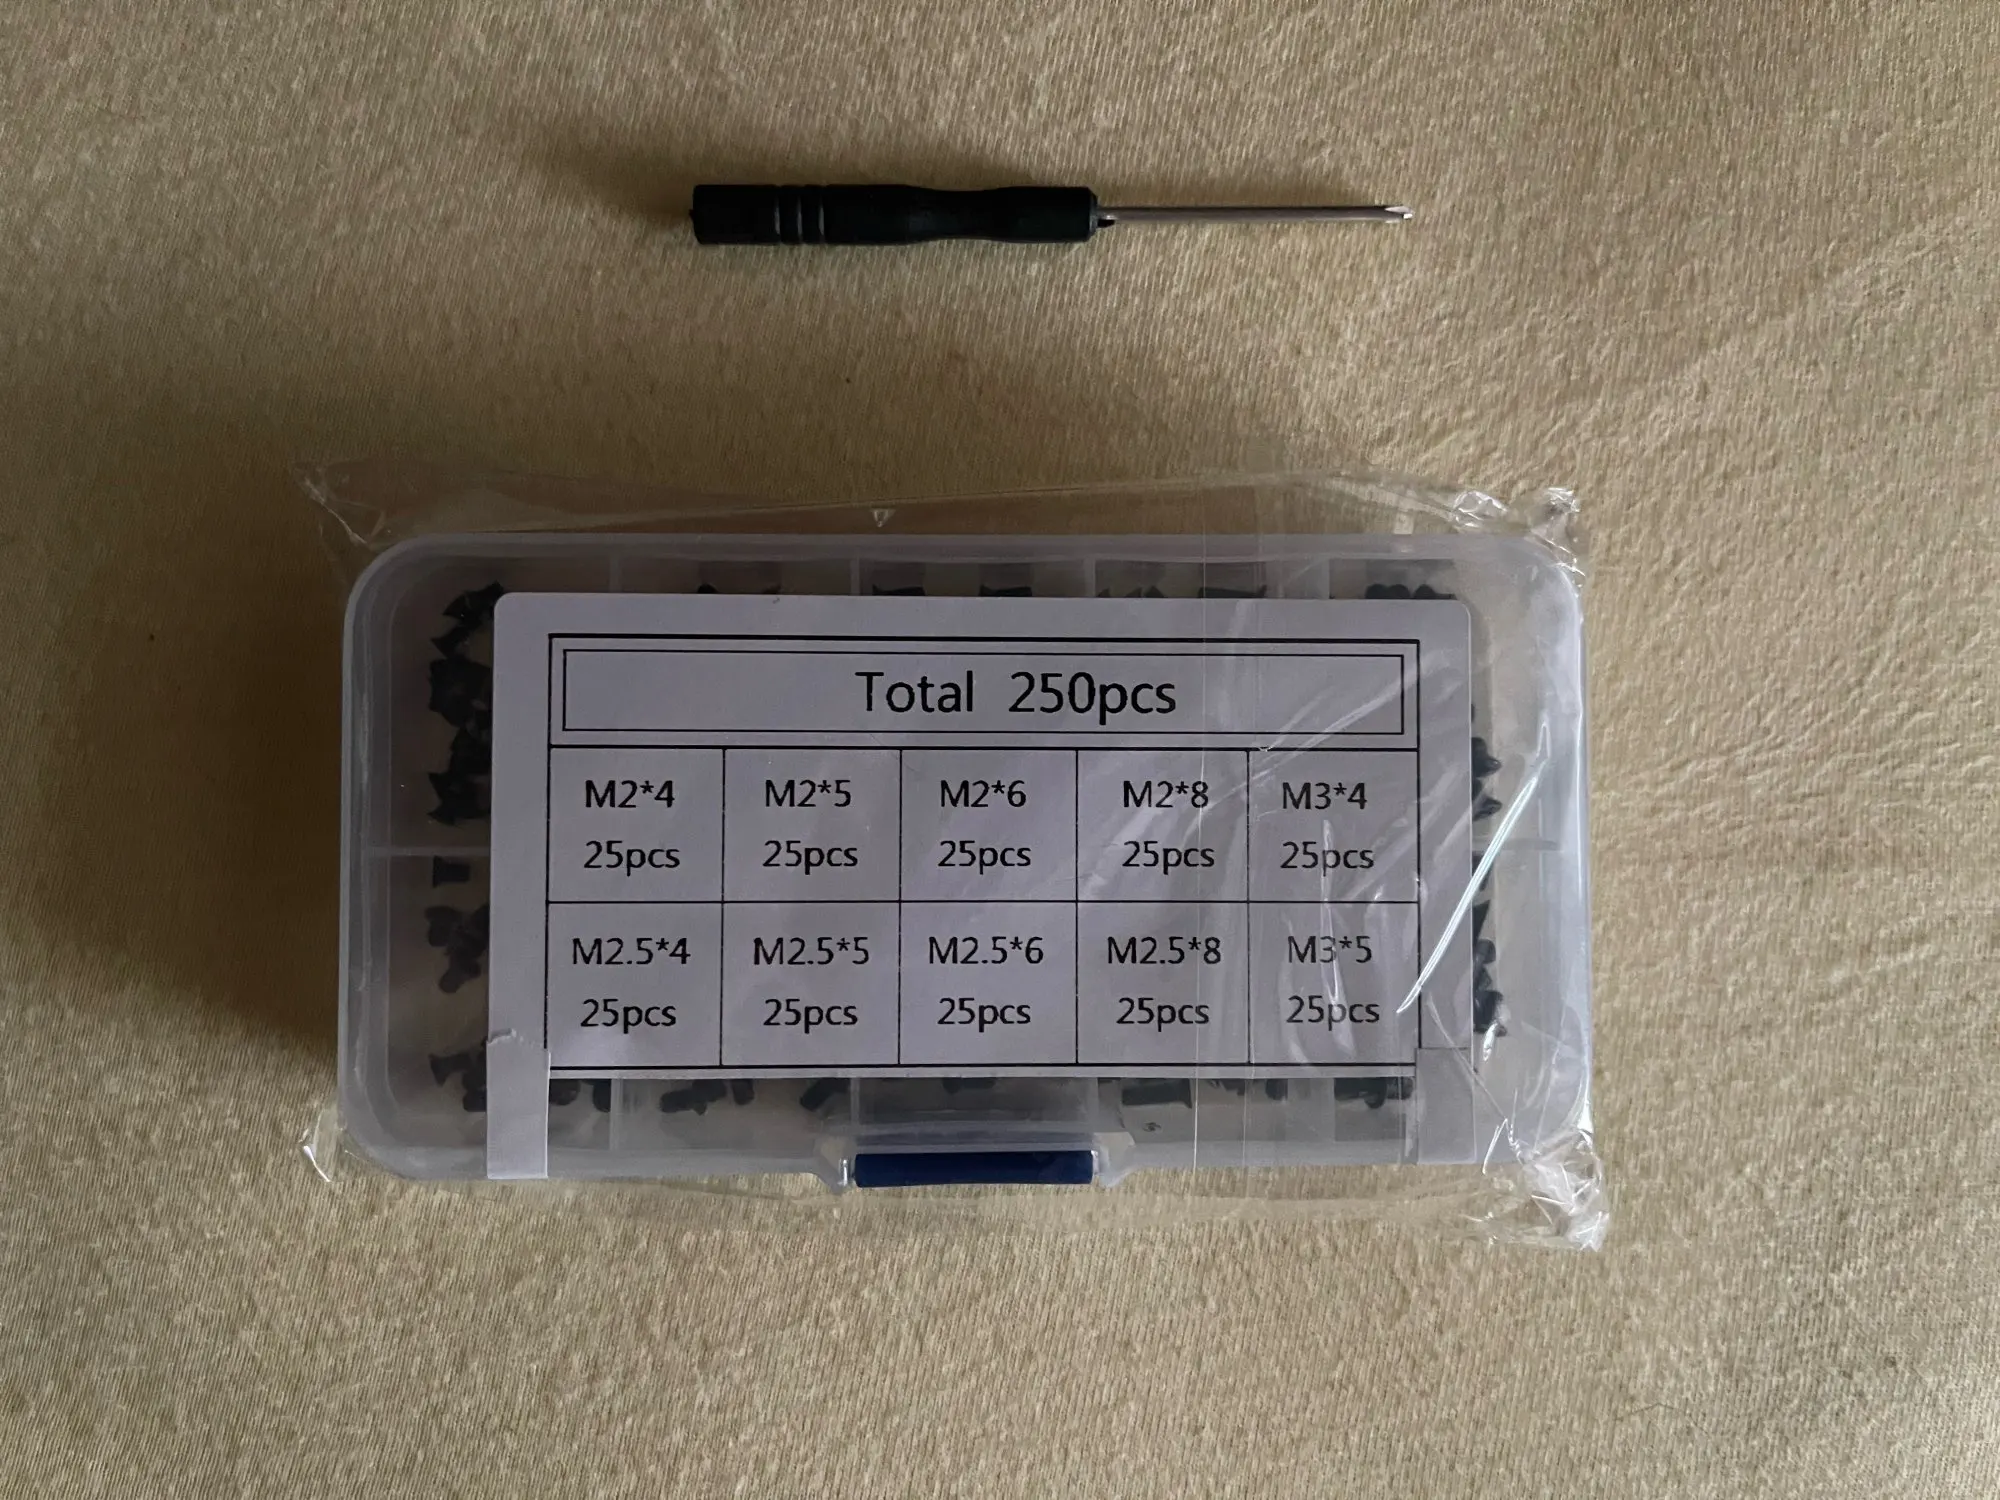 Total 250pcs
M2*4 M2*5 M2*6 M2*8 M3*4
25pcs 25pcs 25pcs 25pcs 25pcs
M2.5*4 M2.5*5 M2.5*6 M2.5*8 M3*5
25pcs 25pcs 25pcs 25pcs 25pcs